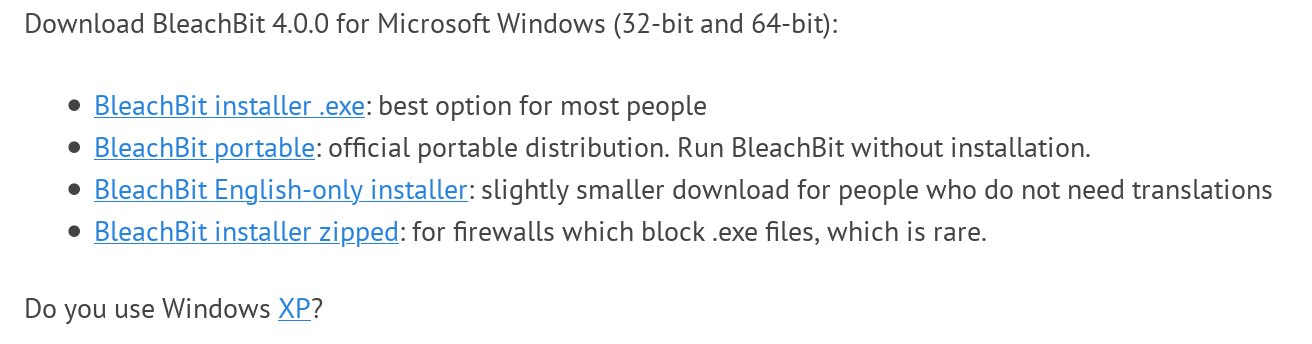 Download BleachBit 4.0.0 for Microsoft Windows (32-bit and 64-bit):
• BleachBit installer .exe: best option for most people
• BleachBit portable: official portable distribution. Run BleachBit without installation.
• BleachBit English-only installer: slightly smaller download for people who do not need translations
• BleachBit installer zipped: for firewalls which block .exe files, which is rare.
Do you use Windows XP?